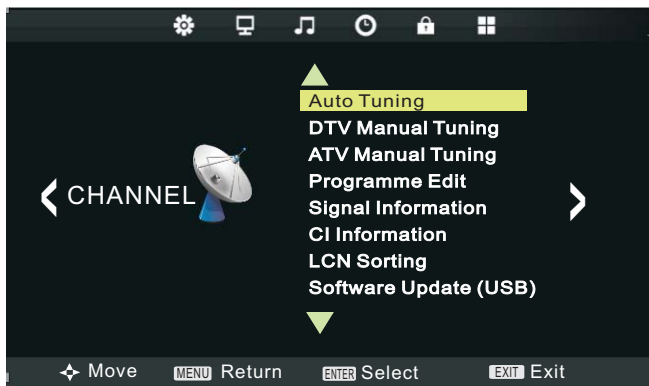 CHANNEL
Auto Tuning
DTV Manual Tuning
ATV Manual Tuning
Programme Edit
Signal Information
CI Information
LCN Sorting
Software Update (USB)
Move MENU Return ENTER Select EXIT Exit